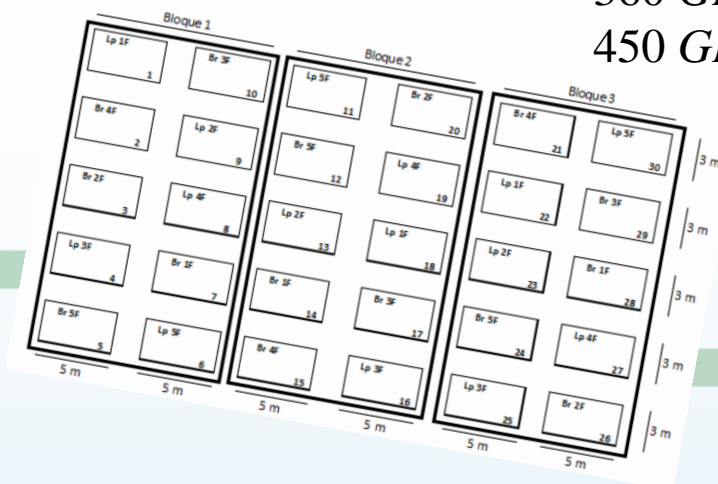 450
Bloque 1
Lp 1F 1
Br 3F 10
Br 4F 2
Lp 2F 9
Br 2F 3
Lp 4F 8
Lp 3F 4
Br 1F 7
Br 5F 5
Lp 5F 6
5 m
5 m
Bloque 2
Lp 5F 11
Br 2F 20
Br 5F 12
Lp 4F 19
Lp 2F 13
Lp 1F 18
Br 1F 14
Br 3F 17
Br 4F 15
Lp 3F 16
5 m
5 m
Bloque 3
Br 4F 21
Lp 5F 30
3 m
Lp 1F 22
Br 3F 29
3 m
Lp 2F 23
Br 1F 28
3 m
Br 5F 24
Lp 4F 27
3 m
Lp 3F 25
Br 2F 26
3 m
5 m
5 m